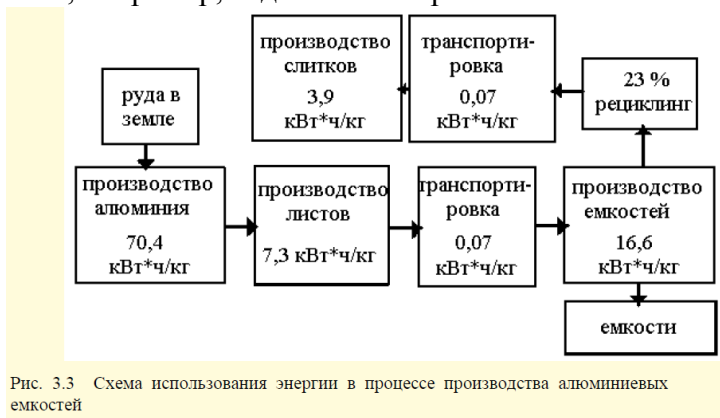 производство
слитков
3,9
кВт*ч/кг
транспорти-
ровка
0,07
кВт*ч/кг
23 %
рециклинг
руда в
земле
производство
алюминия
70,4
кВт*ч/кг
производство
листов
7,3 кВт*ч/кг
транспорти-
ровка
0,07
кВт*ч/кг
производство
емкостей
16,6
кВт*ч/кг
емкости
Рис. 3.3 Схема использования энергии в процессе производства алюминиевых
емкостей